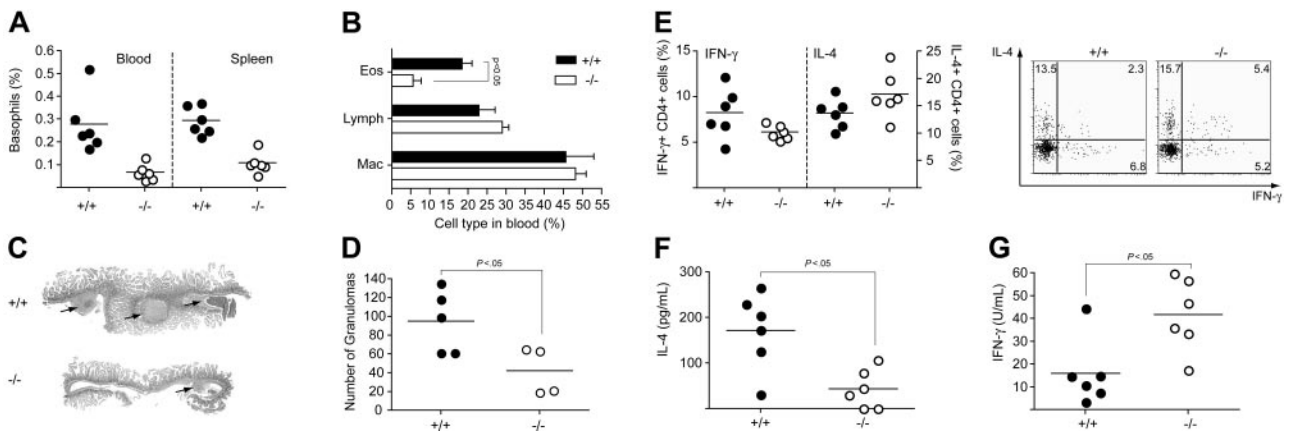 A
Blood
Spleen
Basophils (%)
0.6
0.5
0.4
0.3
0.2
0.1
+/+
-/-
+/+
-/-
B
Eos
Lymph
Mac
p<0.05
+/+
-/-
0 5 10 15 20 25 30 35 40 45 50 55
Cell type in blood (%)
C
+/+
-/-
D
P <.05
Number of Granulomas
140
120
100
80
60
40
20
0
+/+
-/-
E
IFN-γ
IL-4
IFN-γ+ CD4+ cells (%)
15
10
5
25
20
15
10
5
IL-4+ CD4+ cells (%)
+/+
-/-
+/+
-/-
IL-4
+/+
-/-
13.5
2.3
6.8
15.7
5.4
5.2
IFN-γ
F
P <.05
IL-4 (pg/mL)
300
200
100
0
+/+
-/-
G
P <.05
IFN-γ (U/mL)
60
50
40
30
20
10
+/+
-/-